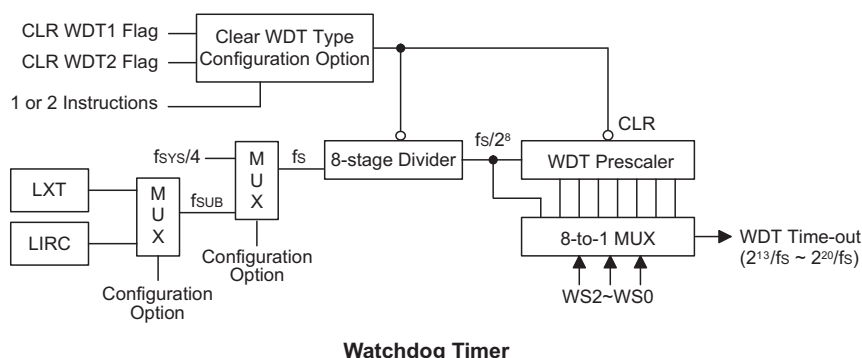 CLR WDT1 Flag
CLR WDT2 Flag
1 or 2 Instructions
Clear WDT Type
Configuration Option
CLR
fSYS/4
fS
8-stage Divider
fS/2⁸
WDT Prescaler
LXT
LIRC
M
U
X
fSUB
M
U
X
Configuration
Option
Configuration
Option
8-to-1 MUX
WDT Time-out
(2¹³/fS ~ 2²⁰/fS)
WS2~WS0
Watchdog Timer